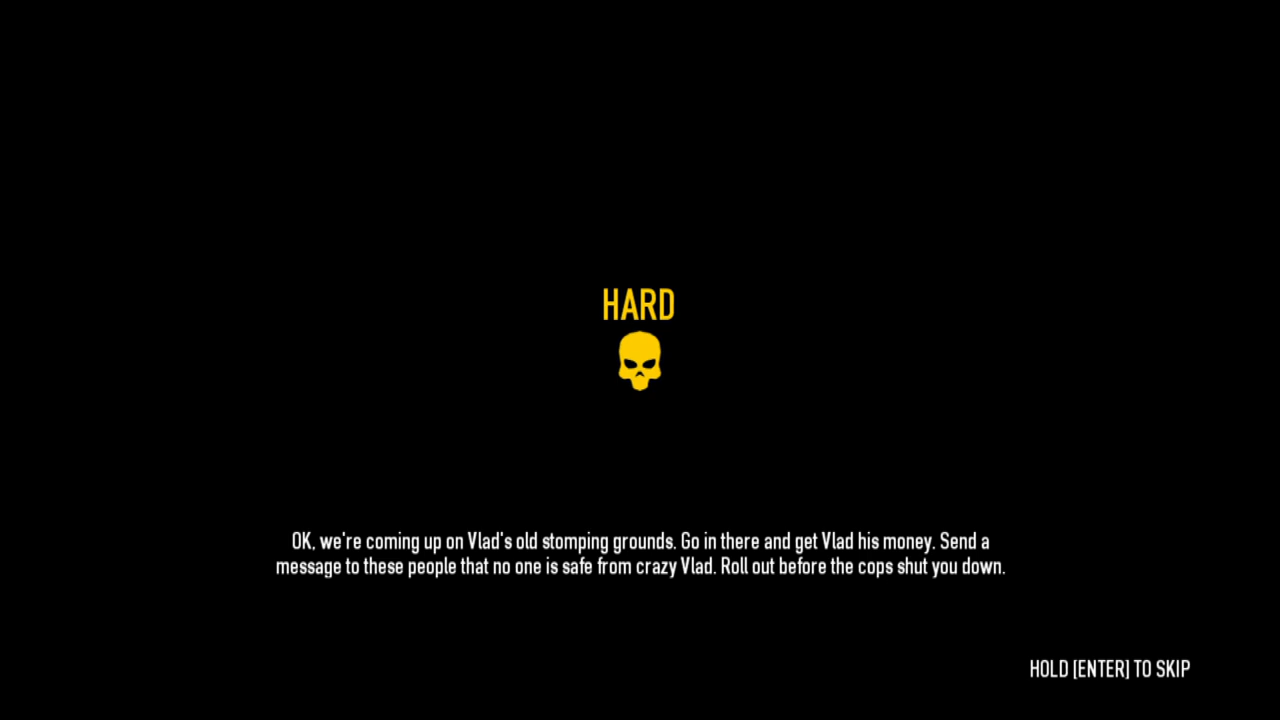 HARD
OK, we're coming up on Vlad's old stomping grounds. Go in there and get Vlad his money. Send a
message to these people that no one is safe from crazy Vlad. Roll out before the cops shut you down.
HOLD [ENTER] TO SKIP